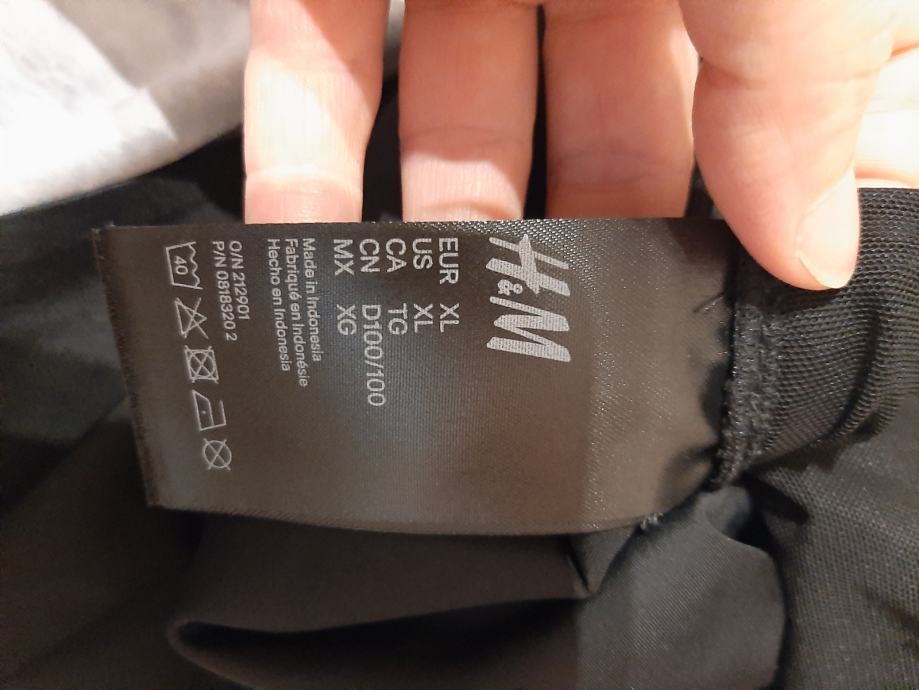 H&M
EUR XL
US XL
CA TG
CN D100/100
MX XG
Made in Indonesia
Fabriqué en Indonésie
Hecho en Indonesia
O/N 212901
P/N 0818320 2
40